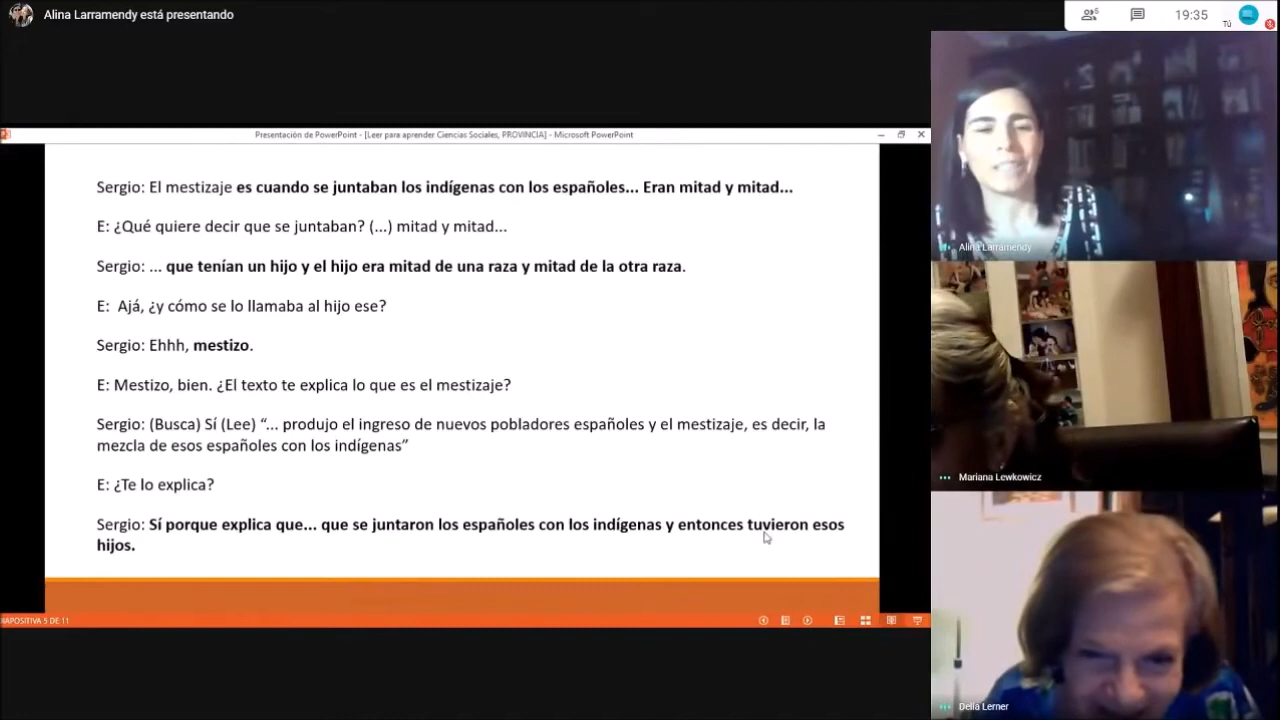 Alina Larramendy está presentando
5
19:35
Tú
Presentación de PowerPoint - [Leer para aprender Ciencias Sociales, PROVINCIA] - Microsoft PowerPoint
Sergio: El mestizaje es cuando se juntaban los indígenas con los españoles... Eran mitad y mitad...
E: ¿Qué quiere decir que se juntaban? (...) mitad y mitad...
Sergio: ... que tenían un hijo y el hijo era mitad de una raza y mitad de la otra raza.
E: Ajá, ¿y cómo se lo llamaba al hijo ese?
Sergio: Ehhh, mestizo.
E: Mestizo, bien. ¿El texto te explica lo que es el mestizaje?
Sergio: (Busca) Sí (Lee) “... produjo el ingreso de nuevos pobladores españoles y el mestizaje, es decir, la
mezcla de esos españoles con los indígenas”
E: ¿Te lo explica?
Sergio: Sí porque explica que... que se juntaron los españoles con los indígenas y entonces tuvieron esos
hijos.
IAPOSITIVA 5 DE 11
Alina Larramendy
Mariana Lewkowicz
Delia Lerner